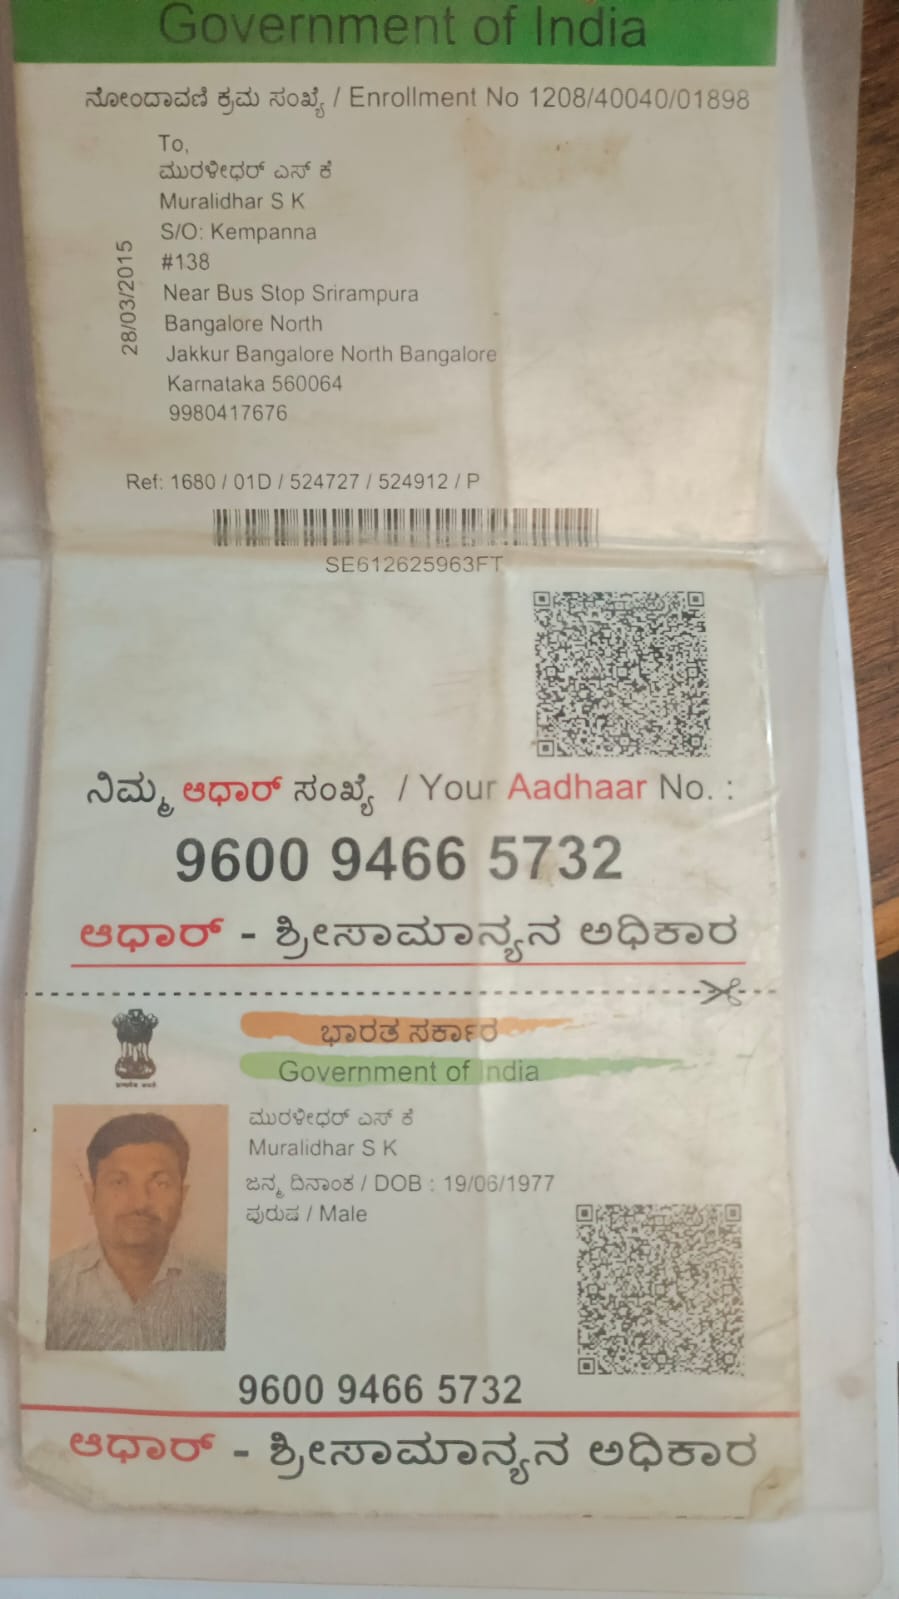 Government of India
ನೋಂದಾವಣಿ ಕ್ರಮ ಸಂಖ್ಯೆ / Enrollment No 1208/40040/01898
To,
ಮುರಳೀಧರ್ ಎಸ್ ಕೆ
Muralidhar S K
S/O: Kempanna
#138
Near Bus Stop Srirampura
Bangalore North
Jakkur Bangalore North Bangalore
Karnataka 560064
9980417676
28/03/2015
Ref: 1680 / 01D / 524727 / 524912 / P
SE612625963FT
ನಿಮ್ಮ ಆಧಾರ್ ಸಂಖ್ಯೆ / Your Aadhaar No. :
9600 9466 5732
ಆಧಾರ್ - ಶ್ರೀಸಾಮಾನ್ಯನ ಅಧಿಕಾರ
ಭಾರತ ಸರ್ಕಾರ
Government of India
ಮುರಳೀಧರ್ ಎಸ್ ಕೆ
Muralidhar S K
ಜನ್ಮ ದಿನಾಂಕ / DOB : 19/06/1977
ಪುರುಷ / Male
9600 9466 5732
ಆಧಾರ್ - ಶ್ರೀಸಾಮಾನ್ಯನ ಅಧಿಕಾರ